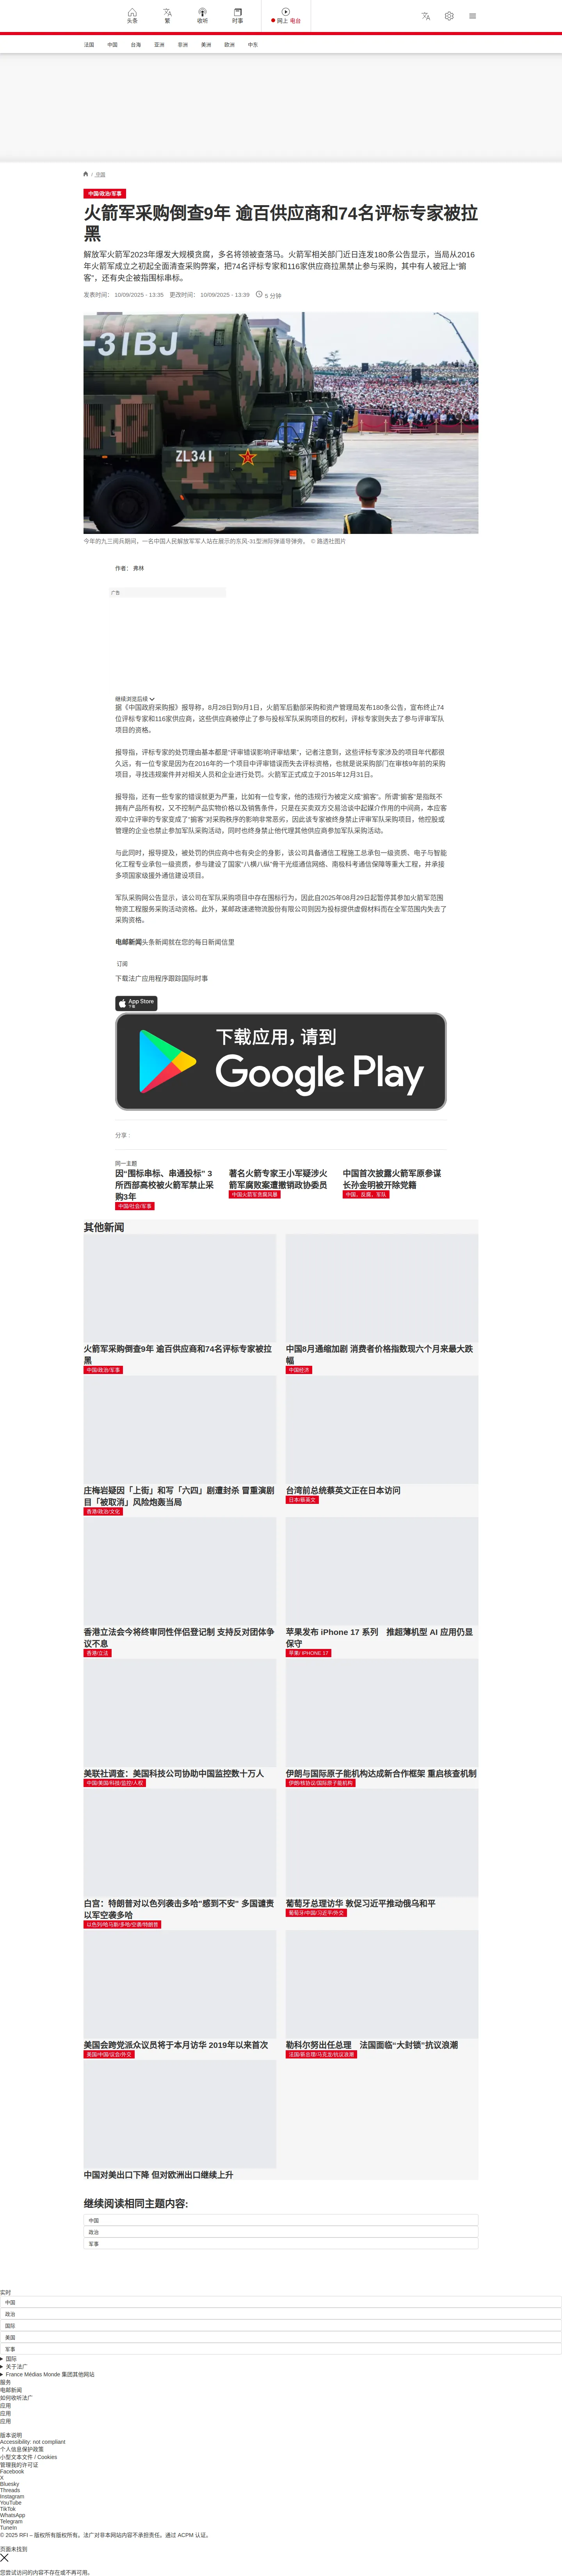 头条
繁
收听
时事
网上 电台
法国
中国
台海
亚洲
非洲
美洲
欧洲
中东
/ 中国
中国/政治/军事
火箭军采购倒查9年 逾百供应商和74名评标专家被拉
黑
解放军火箭军2023年爆发大规模贪腐，多名将领被查落马。火箭军相关部门近日连发180条公告显示，当局从2016
年火箭军成立之初起全面清查采购弊案，把74名评标专家和116家供应商拉黑禁止参与采购，其中有人被冠上“掮
客”，还有央企被指围标串标。
发表时间： 10/09/2025 - 13:35 更改时间： 10/09/2025 - 13:39 5 分钟
-31BJ
ZL341
今年的九三阅兵期间，一名中国人民解放军军人站在展示的东风-31型洲际弹道导弹旁。 © 路透社图片
作者： 弗林
广告
继续浏览后续
据《中国政府采购报》报导称，8月28日到9月1日，火箭军后勤部采购和资产管理局发布180条公告，宣布终止74
位评标专家和116家供应商，这些供应商被停止了参与投标军队采购项目的权利，评标专家则失去了参与评审军队
项目的资格。
报导指，评标专家的处罚理由基本都是“评审错误影响评审结果”，记者注意到，这些评标专家涉及的项目年代都很
久远，有一位专家是因为在2016年的一个项目中评审错误而失去评标资格，也就是说采购部门在审核9年前的采购
项目，寻找违规案件并对相关人员和企业进行处罚。火箭军正式成立于2015年12月31日。
报导指，还有一些专家的错误就更为严重，比如有一位专家，他的违规行为被定义成“掮客”。所谓“掮客”是指既不
拥有产品所有权，又不控制产品实物价格以及销售条件，只是在买卖双方交易洽谈中起媒介作用的中间商，本应客
观中立评审的专家变成了“掮客”对采购秩序的影响非常恶劣，因此该专家被终身禁止评审军队采购项目，他控股或
管理的企业也禁止参加军队采购活动，同时也终身禁止他代理其他供应商参加军队采购活动。
与此同时，报导提及，被处罚的供应商中也有央企的身影，该公司具备通信工程施工总承包一级资质、电子与智能
化工程专业承包一级资质，参与建设了国家“八横八纵”骨干光缆通信网络、南极科考通信保障等重大工程，并承接
多项国家级援外通信建设项目。
军队采购网公告显示，该公司在军队采购项目中存在围标行为，因此自2025年08月29日起暂停其参加火箭军范围
物资工程服务采购活动资格。此外，某邮政速递物流股份有限公司则因为投标提供虚假材料而在全军范围内失去了
采购资格。
电邮新闻头条新闻就在您的每日新闻信里
订阅
下载法广应用程序跟踪国际时事
App Store
下载
下载应用，请到
Google Play
分享 :
同一主题
因“围标串标、串通投标” 3
所西部高校被火箭军禁止采
购3年
中国/社会/军事
著名火箭专家王小军疑涉火
箭军腐败案遭撤销政协委员
中国火箭军贪腐风暴
中国首次披露火箭军原参谋
长孙金明被开除党籍
中国，反腐，军队
其他新闻
火箭军采购倒查9年 逾百供应商和74名评标专家被拉
黑
中国/政治/军事
中国8月通缩加剧 消费者价格指数现六个月来最大跌
幅
中国经济
庄梅岩疑因「上街」和写「六四」剧遭封杀 冒重演剧
目「被取消」风险炮轰当局
香港/政治/文化
台湾前总统蔡英文正在日本访问
日本/蔡英文
香港立法会今将终审同性伴侣登记制 支持反对团体争
议不息
香港/立法
苹果发布 iPhone 17 系列　推超薄机型 AI 应用仍显
保守
苹果/ IPHONE 17
美联社调查：美国科技公司协助中国监控数十万人
中国/美国/科技/监控/人权
伊朗与国际原子能机构达成新合作框架 重启核查机制
伊朗/核协议/国际原子能机构
白宫：特朗普对以色列袭击多哈“感到不安” 多国谴责
以军空袭多哈
以色列/哈马斯/多哈/空袭/特朗普
葡萄牙总理访华 敦促习近平推动俄乌和平
葡萄牙/中国/习近平/外交
美国会跨党派众议员将于本月访华 2019年以来首次
美国/中国/议会/外交
勒科尔努出任总理　法国面临“大封锁”抗议浪潮
法国/新总理/马克龙/抗议浪潮
中国对美出口下降 但对欧洲出口继续上升
继续阅读相同主题内容:
中国
政治
军事
实时
中国
政治
国际
美国
军事
国际
关于法广
France Médias Monde 集团其他网站
服务
电邮新闻
如何收听法广
应用
应用
应用
版本说明
Accessibility: not compliant
个人信息保护政策
小型文本文件 / Cookies
管理我的许可证
Facebook
X
Bluesky
Threads
Instagram
YouTube
TikTok
WhatsApp
Telegram
TuneIn
© 2025 RFI – 版权所有版权所有。法广对非本网站内容不承担责任。通过 ACPM 认证。
页面未找到
您尝试访问的内容不存在或不再可用。